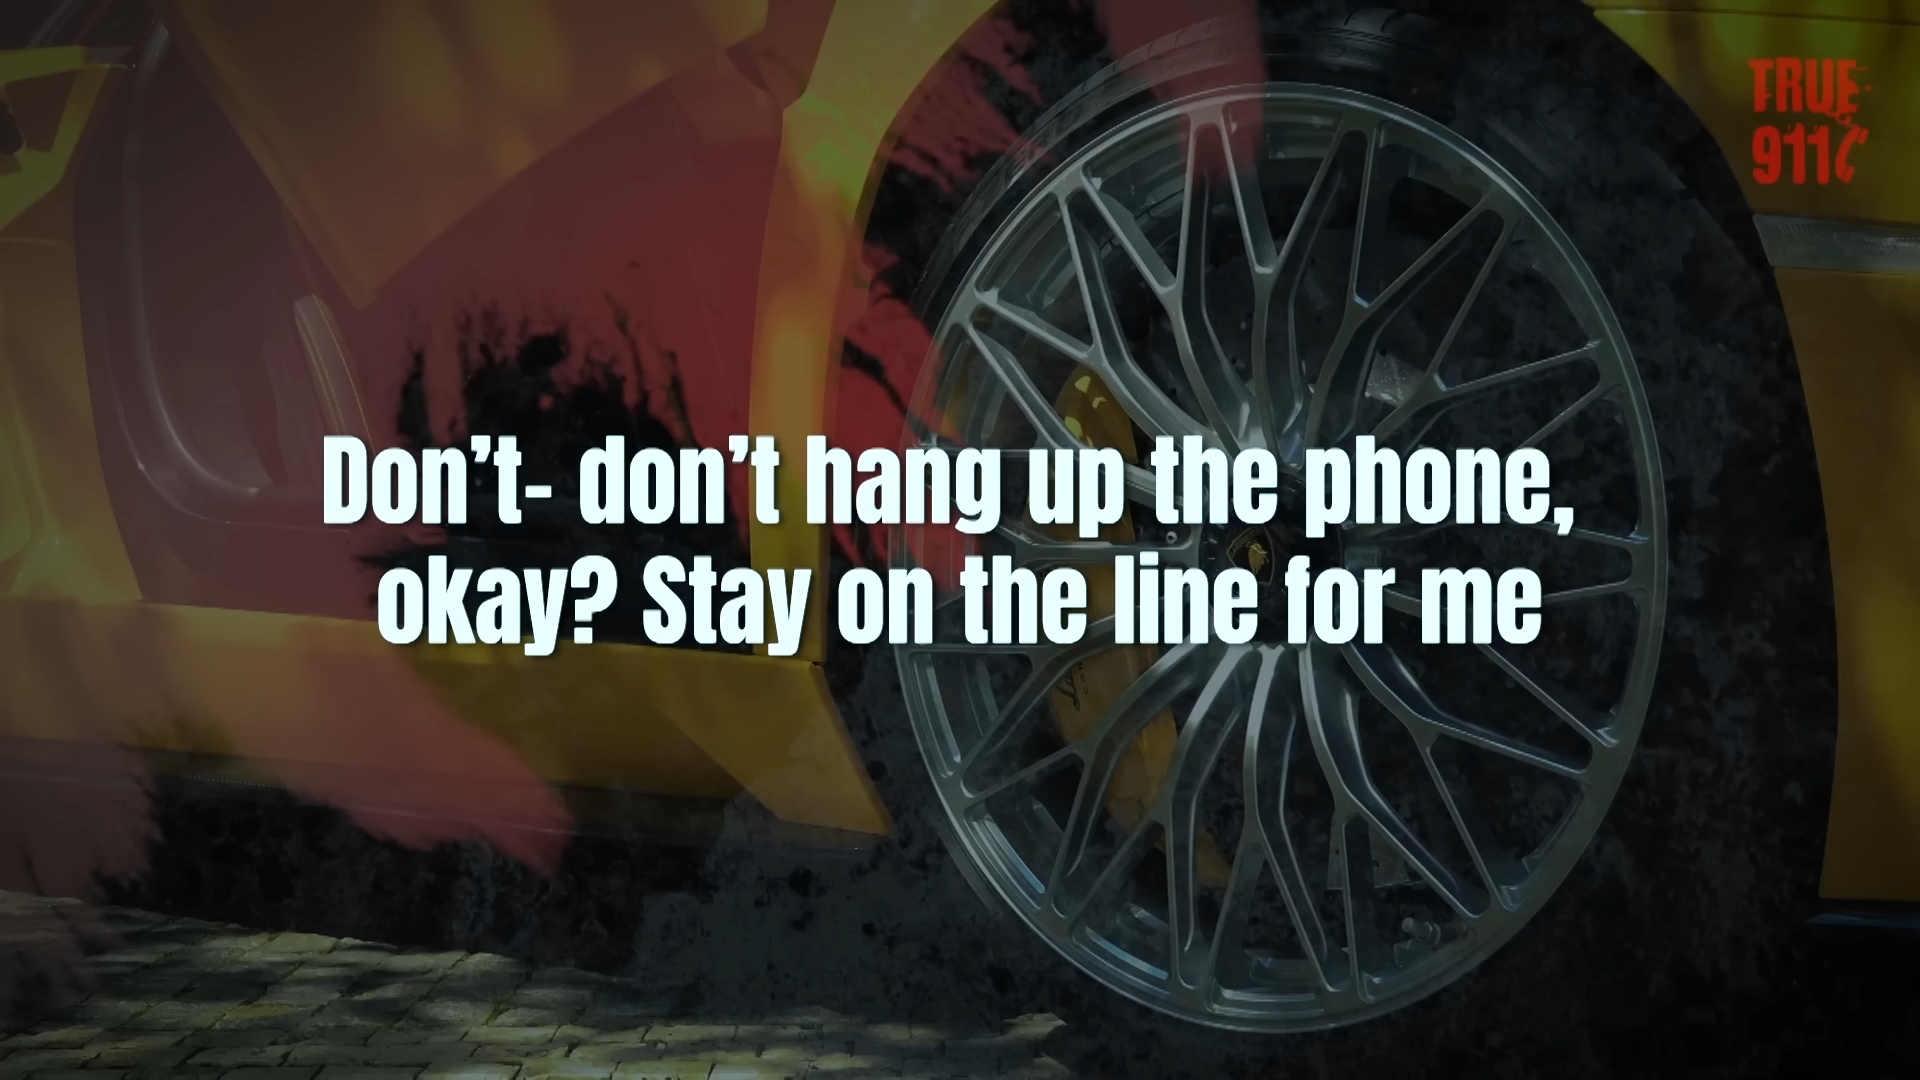 TRUE
911
Don't- don't hang up the phone,
okay? Stay on the line for me